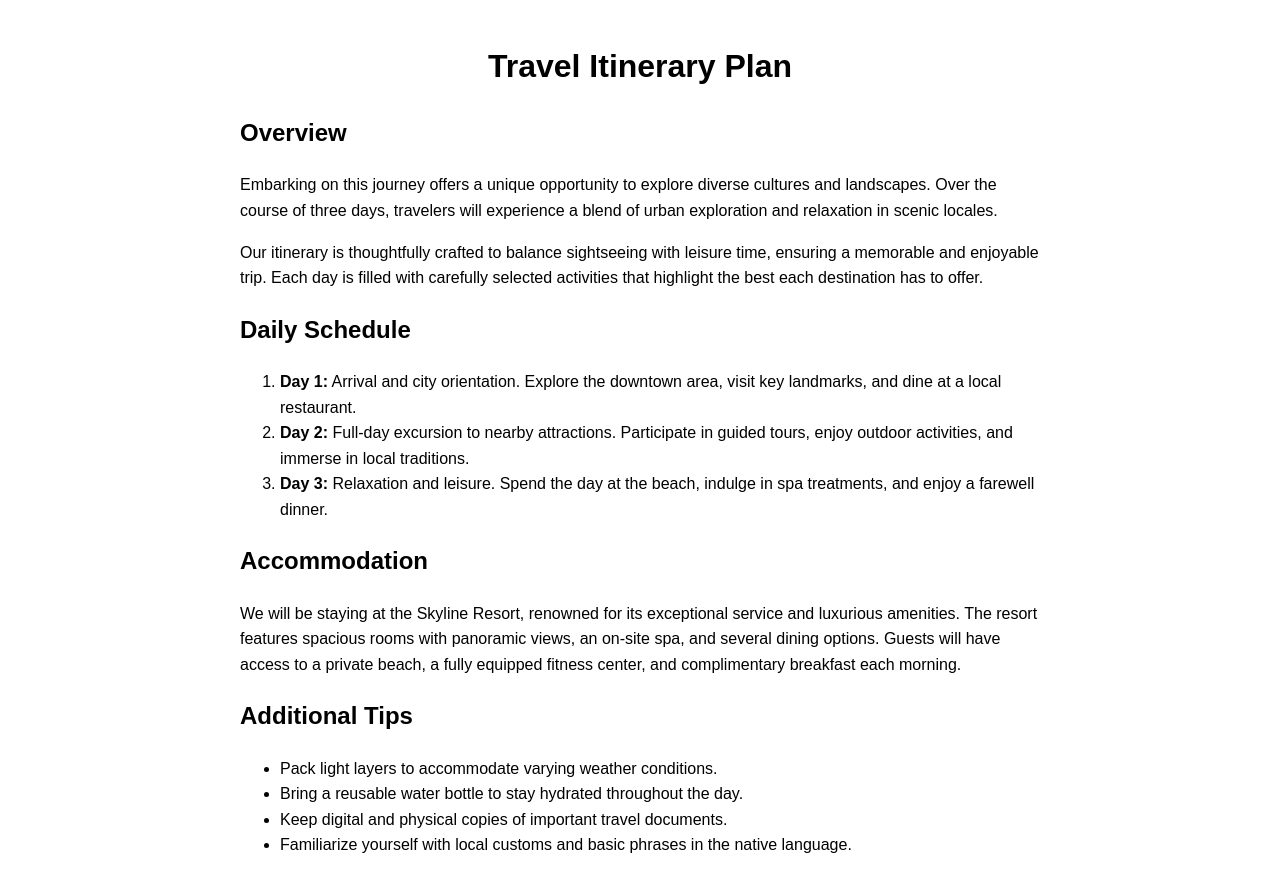 Travel Itinerary Plan
Overview
Embarking on this journey offers a unique opportunity to explore diverse cultures and landscapes. Over the
course of three days, travelers will experience a blend of urban exploration and relaxation in scenic locales.
Our itinerary is thoughtfully crafted to balance sightseeing with leisure time, ensuring a memorable and enjoyable
trip. Each day is filled with carefully selected activities that highlight the best each destination has to offer.
Daily Schedule
1. Day 1: Arrival and city orientation. Explore the downtown area, visit key landmarks, and dine at a local
restaurant.
2. Day 2: Full-day excursion to nearby attractions. Participate in guided tours, enjoy outdoor activities, and
immerse in local traditions.
3. Day 3: Relaxation and leisure. Spend the day at the beach, indulge in spa treatments, and enjoy a farewell
dinner.
Accommodation
We will be staying at the Skyline Resort, renowned for its exceptional service and luxurious amenities. The resort
features spacious rooms with panoramic views, an on-site spa, and several dining options. Guests will have
access to a private beach, a fully equipped fitness center, and complimentary breakfast each morning.
Additional Tips
• Pack light layers to accommodate varying weather conditions.
• Bring a reusable water bottle to stay hydrated throughout the day.
• Keep digital and physical copies of important travel documents.
• Familiarize yourself with local customs and basic phrases in the native language.